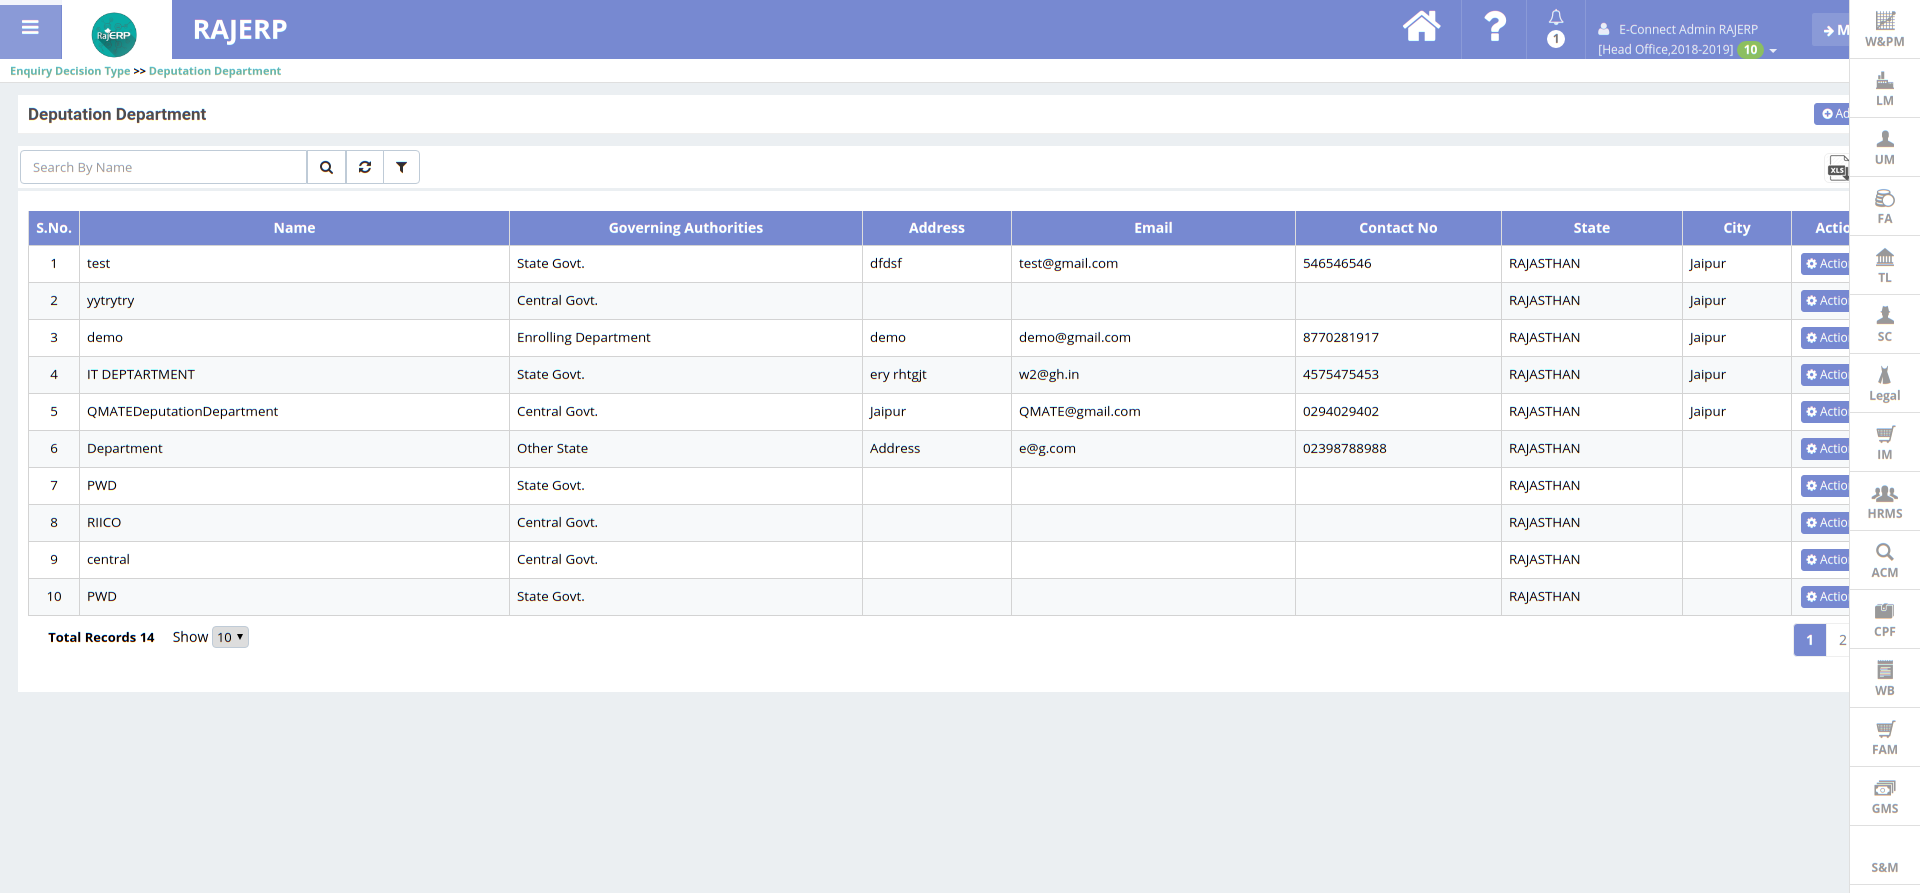 RajERP
RAJERP
1
E-Connect Admin RAJERP
[Head Office,2018-2019] 10
M
Enquiry Decision Type >> Deputation Department
Deputation Department
Ad
Search By Name
XLS
S.No. Name Governing Authorities Address Email Contact No State City Actio
1 test State Govt. dfdsf test@gmail.com 546546546 RAJASTHAN Jaipur Actio
2 yytrytry Central Govt. RAJASTHAN Jaipur Actio
3 demo Enrolling Department demo demo@gmail.com 8770281917 RAJASTHAN Jaipur Actio
4 IT DEPTARTMENT State Govt. ery rhtgjt w2@gh.in 4575475453 RAJASTHAN Jaipur Actio
5 QMATEDeputationDepartment Central Govt. Jaipur QMATE@gmail.com 0294029402 RAJASTHAN Jaipur Actio
6 Department Other State Address e@g.com 02398788988 RAJASTHAN Actio
7 PWD State Govt. RAJASTHAN Actio
8 RIICO Central Govt. RAJASTHAN Actio
9 central Central Govt. RAJASTHAN Actio
10 PWD State Govt. RAJASTHAN Actio
Total Records 14 Show 10
1 2
W&PM
LM
UM
FA
TL
SC
Legal
IM
HRMS
ACM
CPF
WB
FAM
GMS
S&M